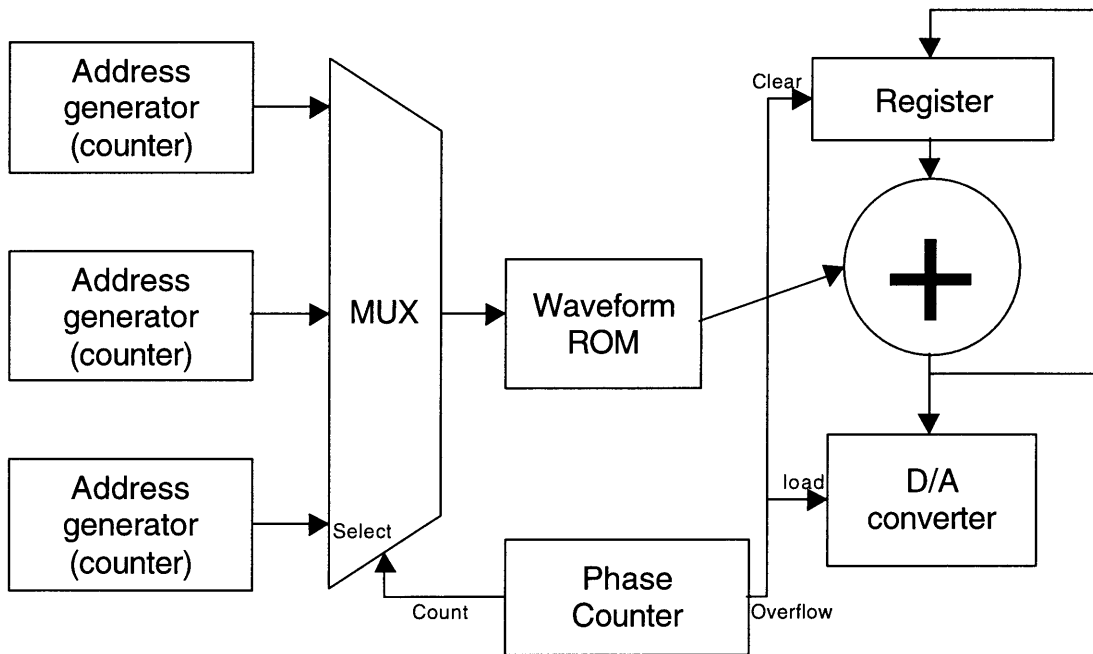 Address
generator
(counter)
Address
generator
(counter)
Address
generator
(counter)
MUX
Select
Waveform
ROM
Count
Phase
Counter
Overflow
Clear
Register
+
load
D/A
converter